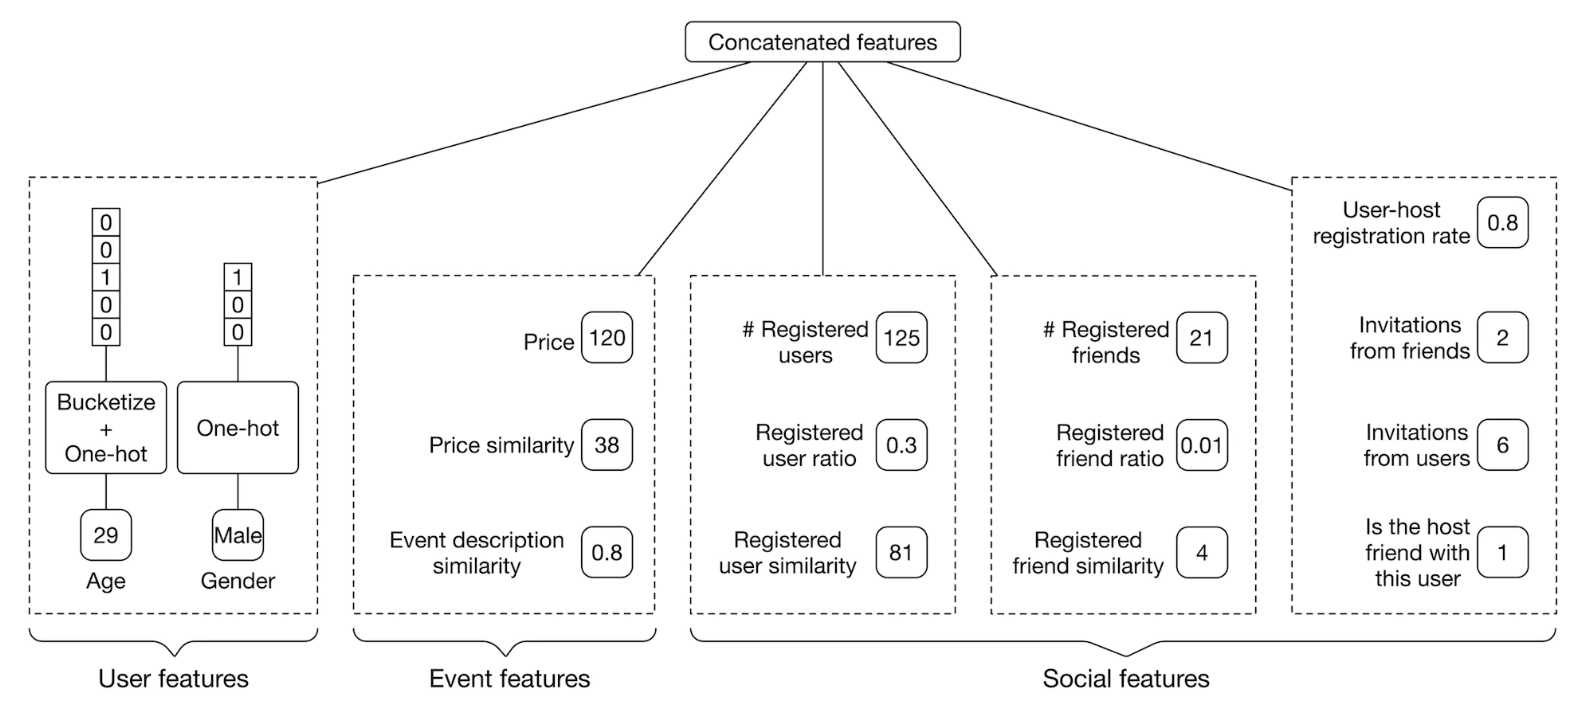 Concatenated features
0
0
1
0
0
1
0
0
Bucketize
+
One-hot
One-hot
29
Male
Age
Gender
Price
120
Price similarity
38
Event description
similarity
0.8
# Registered
users
125
Registered
user ratio
0.3
Registered
user similarity
81
# Registered
friends
21
Registered
friend ratio
0.01
Registered
friend similarity
4
User-host
registration rate
0.8
Invitations
from friends
2
Invitations
from users
6
Is the host
friend with
this user
1
User features
Event features
Social features